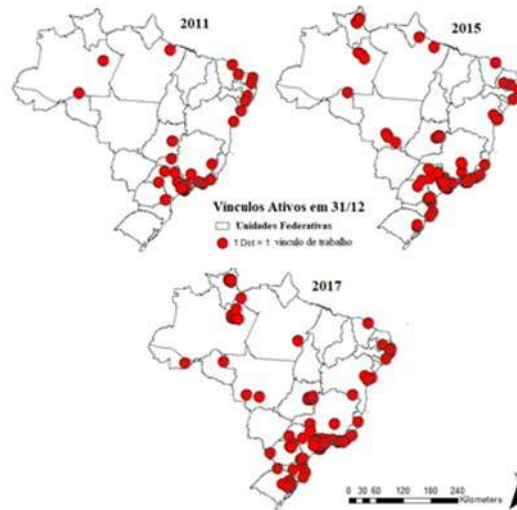 2011
2015
Vínculos Ativos em 31/12
Unidades Federativas
1 Dot = 1 vínculo de trabalho
2017
0 30 60 120 180 240
Kilometers